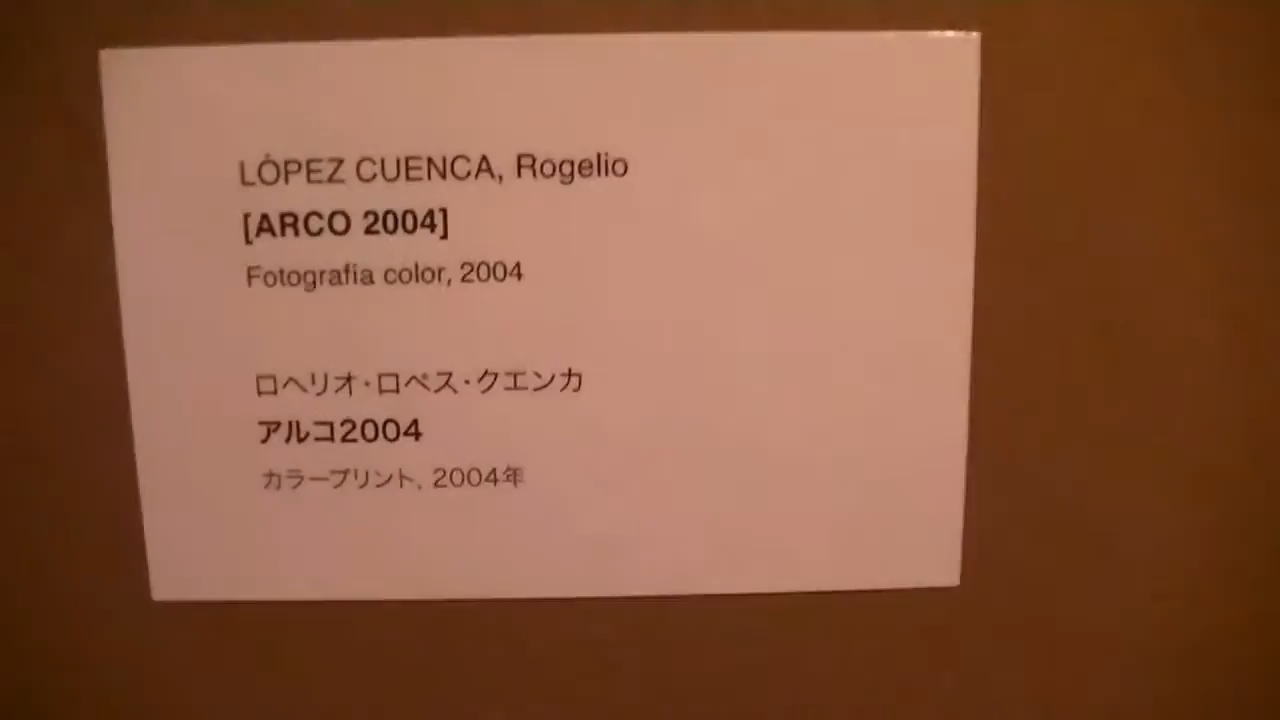 LÓPEZ CUENCA, Rogelio
[ARCO 2004]
Fotografía color, 2004
ロヘリオ・ロペス・クエンカ
アルコ2004
カラープリント, 2004年